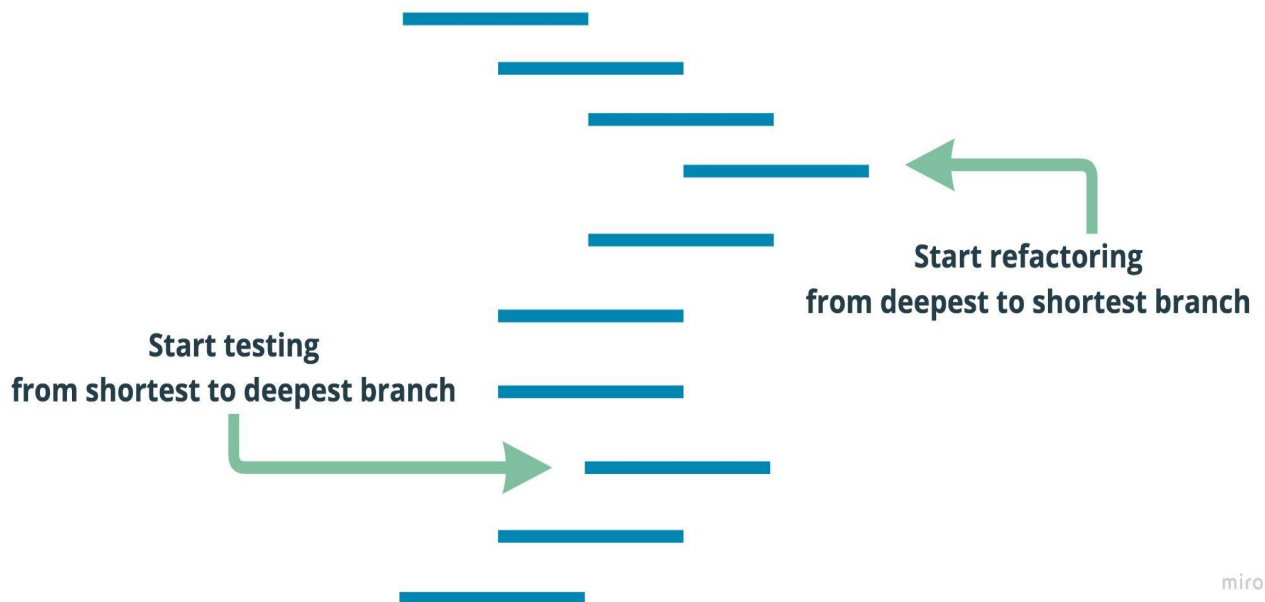 Start refactoring
from deepest to shortest branch
Start testing
from shortest to deepest branch
miro